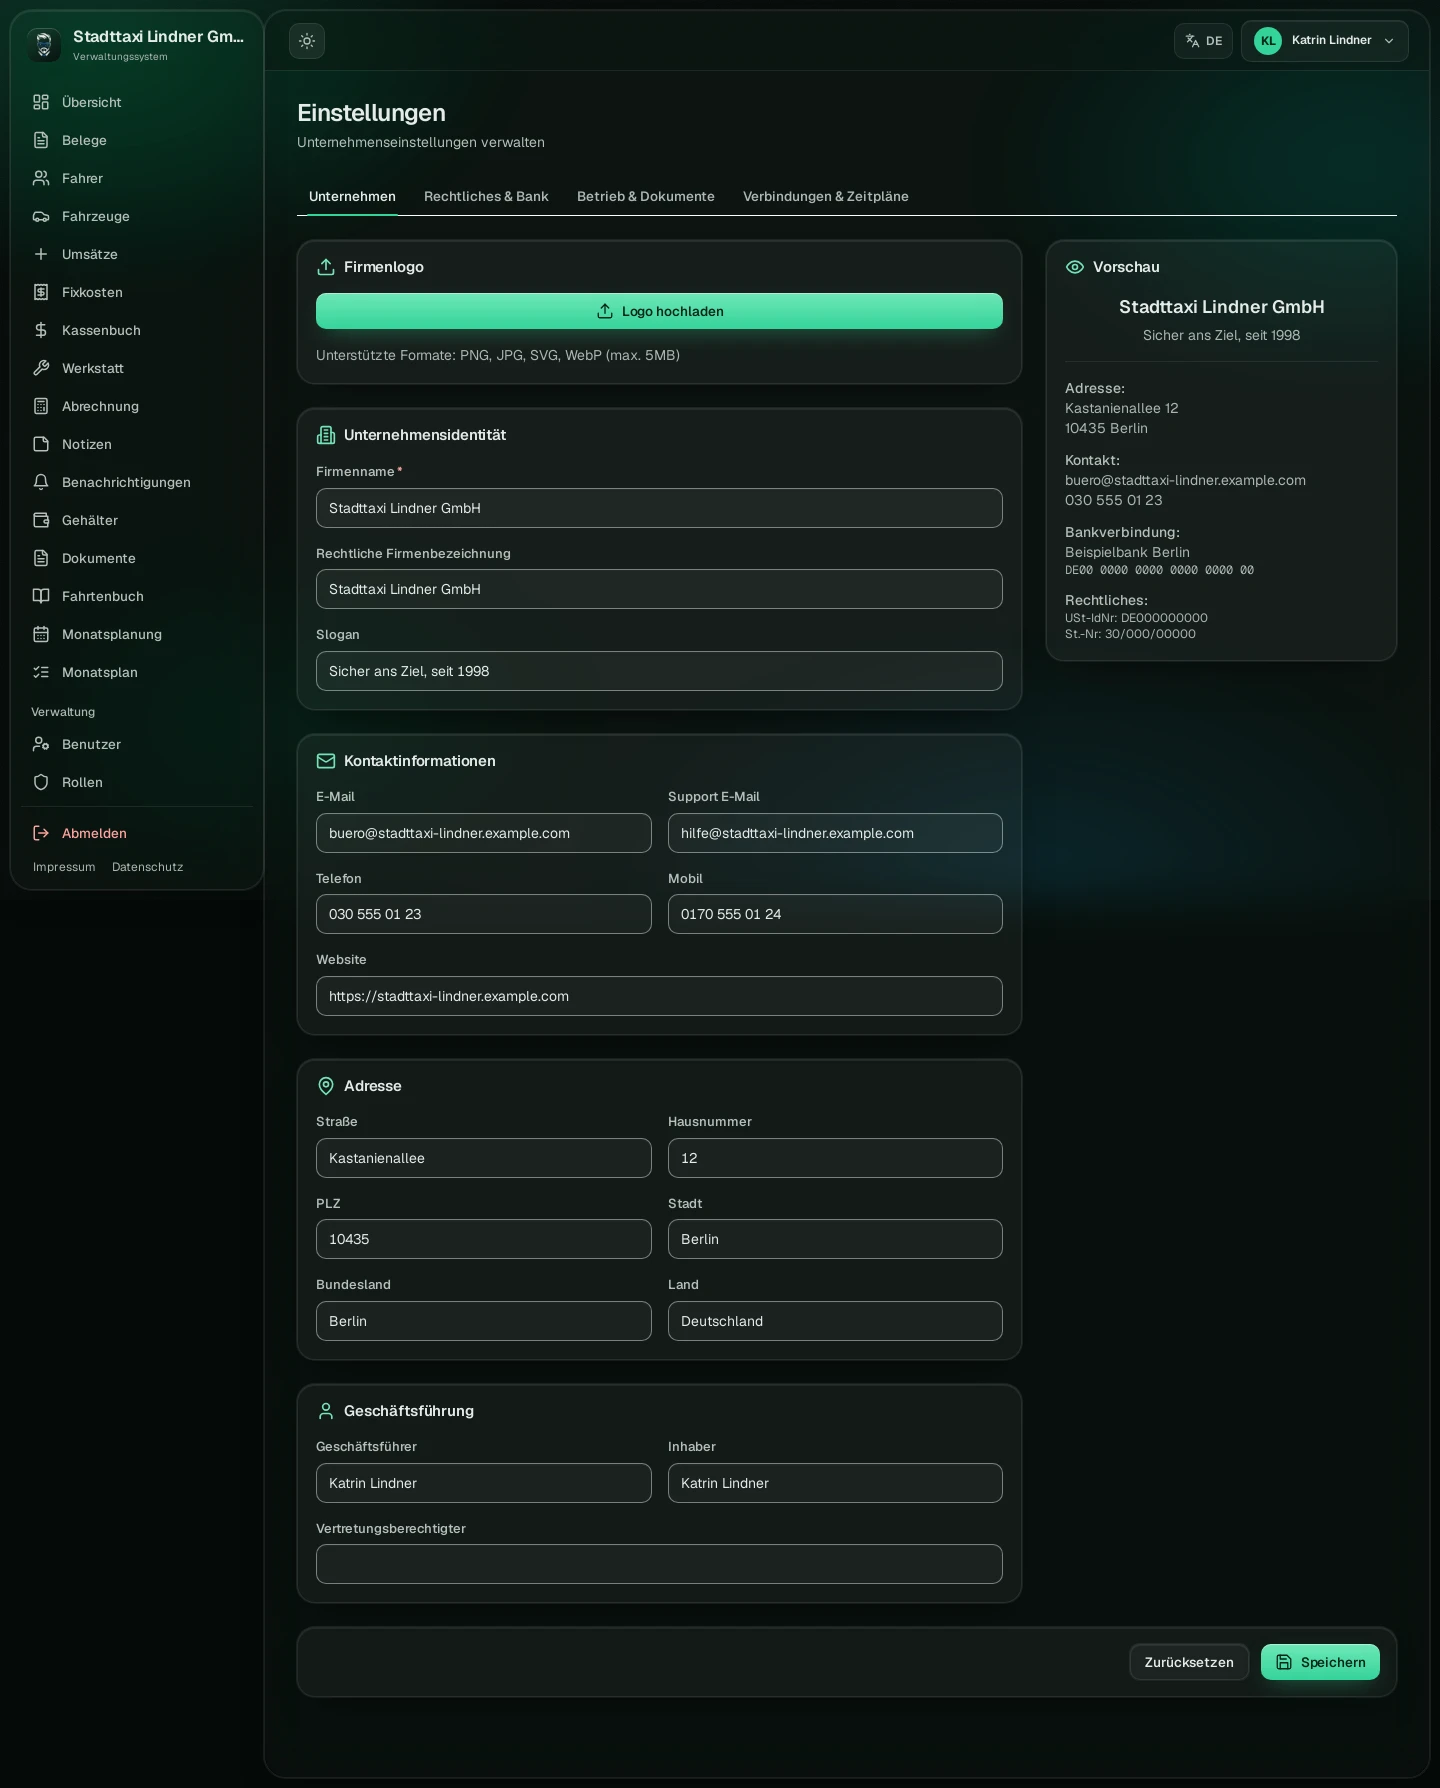 Stadttaxi Lindner Gm...
Verwaltungssystem
Übersicht
Belege
Fahrer
Fahrzeuge
Umsätze
Fixkosten
Kassenbuch
Werkstatt
Abrechnung
Notizen
Benachrichtigungen
Gehälter
Dokumente
Fahrtenbuch
Monatsplanung
Monatsplan
Verwaltung
Benutzer
Rollen
Abmelden
Impressum Datenschutz
DE
KL Katrin Lindner
Einstellungen
Unternehmenseinstellungen verwalten
Unternehmen Rechtliches & Bank Betrieb & Dokumente Verbindungen & Zeitpläne
Firmenlogo
Logo hochladen
Unterstützte Formate: PNG, JPG, SVG, WebP (max. 5MB)
Unternehmensidentität
Firmenname *
Stadttaxi Lindner GmbH
Rechtliche Firmenbezeichnung
Stadttaxi Lindner GmbH
Slogan
Sicher ans Ziel, seit 1998
Kontaktinformationen
E-Mail Support E-Mail
buero@stadttaxi-lindner.example.com hilfe@stadttaxi-lindner.example.com
Telefon Mobil
030 555 01 23 0170 555 01 24
Website
https://stadttaxi-lindner.example.com
Adresse
Straße Hausnummer
Kastanienallee 12
PLZ Stadt
10435 Berlin
Bundesland Land
Berlin Deutschland
Geschäftsführung
Geschäftsführer Inhaber
Katrin Lindner Katrin Lindner
Vertretungsberechtigter
Vorschau
Stadttaxi Lindner GmbH
Sicher ans Ziel, seit 1998
Adresse:
Kastanienallee 12
10435 Berlin
Kontakt:
buero@stadttaxi-lindner.example.com
030 555 01 23
Bankverbindung:
Beispielbank Berlin
DE00 0000 0000 0000 0000 00
Rechtliches:
USt-IdNr: DE000000000
St.-Nr: 30/000/00000
Zurücksetzen Speichern